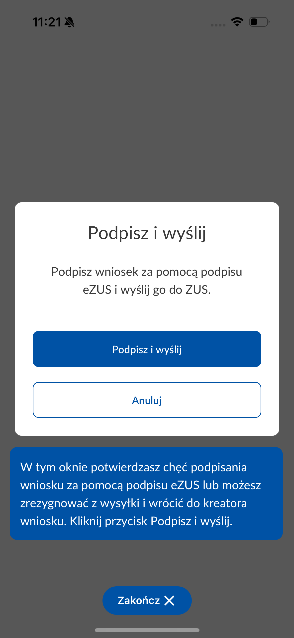 11:21
Podpisz i wyślij
Podpisz wniosek za pomocą podpisu
eZUS i wyślij go do ZUS.
Podpisz i wyślij
Anuluj
W tym oknie potwierdzasz chęć podpisania
wniosku za pomocą podpisu eZUS lub możesz
zrezygnować z wysyłki i wrócić do kreatora
wniosku. Kliknij przycisk Podpisz i wyślij.
Zakończ